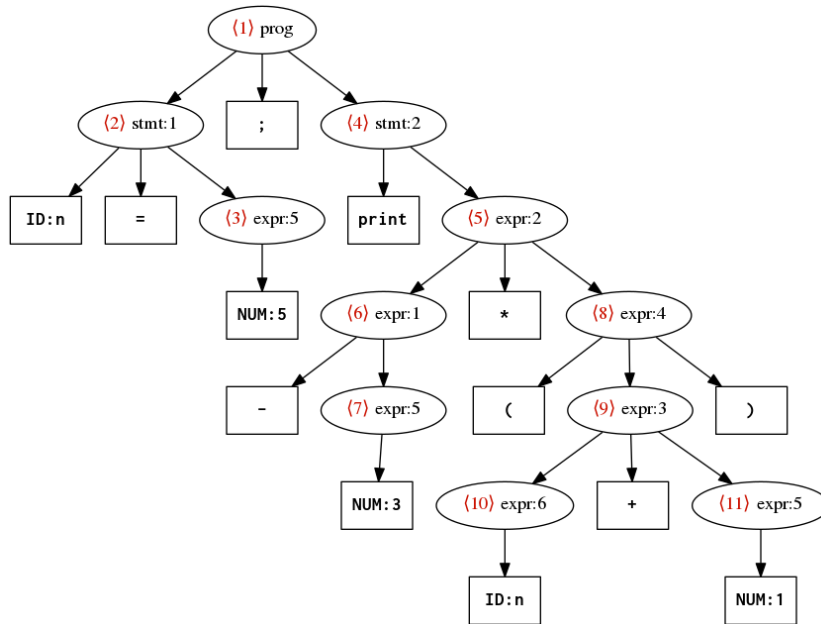 ⟨1⟩ prog
⟨2⟩ stmt:1
;
⟨4⟩ stmt:2
ID:n
=
⟨3⟩ expr:5
print
⟨5⟩ expr:2
NUM:5
⟨6⟩ expr:1
*
⟨8⟩ expr:4
-
⟨7⟩ expr:5
(
⟨9⟩ expr:3
)
NUM:3
⟨10⟩ expr:6
+
⟨11⟩ expr:5
ID:n
NUM:1